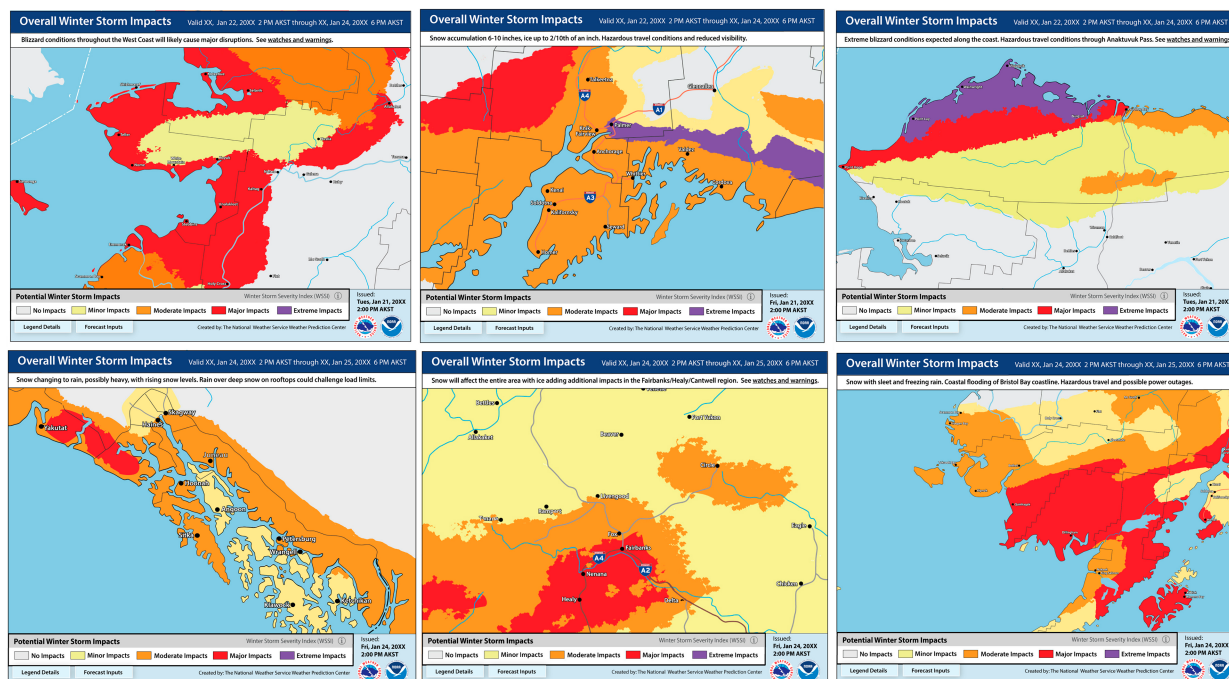 Overall Winter Storm Impacts
Valid XX, Jan 22, 20XX 2 PM AKST through XX, Jan 24, 20XX 6 PM AKST
Blizzard conditions throughout the West Coast will likely cause major disruptions. See watches and warnings.
Holy Cross
Potential Winter Storm Impacts
Winter Storm Severity Index (WSSI)
No Impacts Minor Impacts Moderate Impacts Major Impacts Extreme Impacts
Issued:
Tues, Jan 21, 20XX
2:00 PM AKST
Legend Details Forecast Inputs
Created by: The National Weather Service Weather Prediction Center
Overall Winter Storm Impacts
Valid XX, Jan 22, 20XX 2 PM AKST through XX, Jan 24, 20XX 6 PM AKST
Snow accumulation 6-10 inches, ice up to 2/10th of an inch. Hazardous travel conditions and reduced visibility.
Talkeetna
Glennallen
A4
A1
Palmer
Anchorage
Valdez
Whittier
Cordova
Kenai
A3
Soldotna
Kalifornsky
Seward
Homer
Potential Winter Storm Impacts
Winter Storm Severity Index (WSSI)
No Impacts Minor Impacts Moderate Impacts Major Impacts Extreme Impacts
Issued:
Fri, Jan 21, 20XX
2:00 PM AKST
Legend Details Forecast Inputs
Created by: The National Weather Service Weather Prediction Center
Overall Winter Storm Impacts
Valid XX, Jan 22, 20XX 2 PM AKST through XX, Jan 24, 20XX 6 PM AKST
Extreme blizzard conditions expected along the coast. Hazardous travel conditions through Anaktuvuk Pass. See watches and warnings
Potential Winter Storm Impacts
Winter Storm Severity Index (WSSI)
No Impacts Minor Impacts Moderate Impacts Major Impacts Extreme Impacts
Issued:
Tues, Jan 21, 20XX
2:00 PM AKST
Legend Details Forecast Inputs
Created by: The National Weather Service Weather Prediction Center
Overall Winter Storm Impacts
Valid XX, Jan 24, 20XX 2 PM AKST through XX, Jan 25, 20XX 6 PM AKST
Snow changing to rain, possibly heavy, with rising snow levels. Rain over deep snow on rooftops could challenge load limits.
Skagway
Haines
Yakutat
Juneau
Hoonah
Angoon
Sitka
Petersburg
Wrangell
Klawock
Ketchikan
Potential Winter Storm Impacts
Winter Storm Severity Index (WSSI)
No Impacts Minor Impacts Moderate Impacts Major Impacts Extreme Impacts
Issued:
Fri, Jan 24, 20XX
2:00 PM AKST
Legend Details Forecast Inputs
Created by: The National Weather Service Weather Prediction Center
Overall Winter Storm Impacts
Valid XX, Jan 24, 20XX 2 PM AKST through XX, Jan 25, 20XX 6 PM AKST
Snow will affect the entire area with ice adding additional impacts in the Fairbanks/Healy/Cantwell region. See watches and warnings.
Bettles
Fort Yukon
Allakaket
Beaver
Circle
Livengood
Rampart
Tanana
Eagle
Fox
Fairbanks
A4
A2
Nenana
Chicken
Healy
Delta
Potential Winter Storm Impacts
Winter Storm Severity Index (WSSI)
No Impacts Minor Impacts Moderate Impacts Major Impacts Extreme Impacts
Issued:
Fri, Jan 24, 20XX
2:00 PM AKST
Legend Details Forecast Inputs
Created by: The National Weather Service Weather Prediction Center
Overall Winter Storm Impacts
Valid XX, Jan 24, 20XX 2 PM AKST through XX, Jan 25, 20XX 6 PM AKST
Snow with sleet and freezing rain. Coastal flooding of Bristol Bay coastline. Hazardous travel and possible power outages.
Potential Winter Storm Impacts
Winter Storm Severity Index (WSSI)
No Impacts Minor Impacts Moderate Impacts Major Impacts Extreme Impacts
Issued:
Fri, Jan 24, 20XX
2:00 PM AKST
Legend Details Forecast Inputs
Created by: The National Weather Service Weather Prediction Center